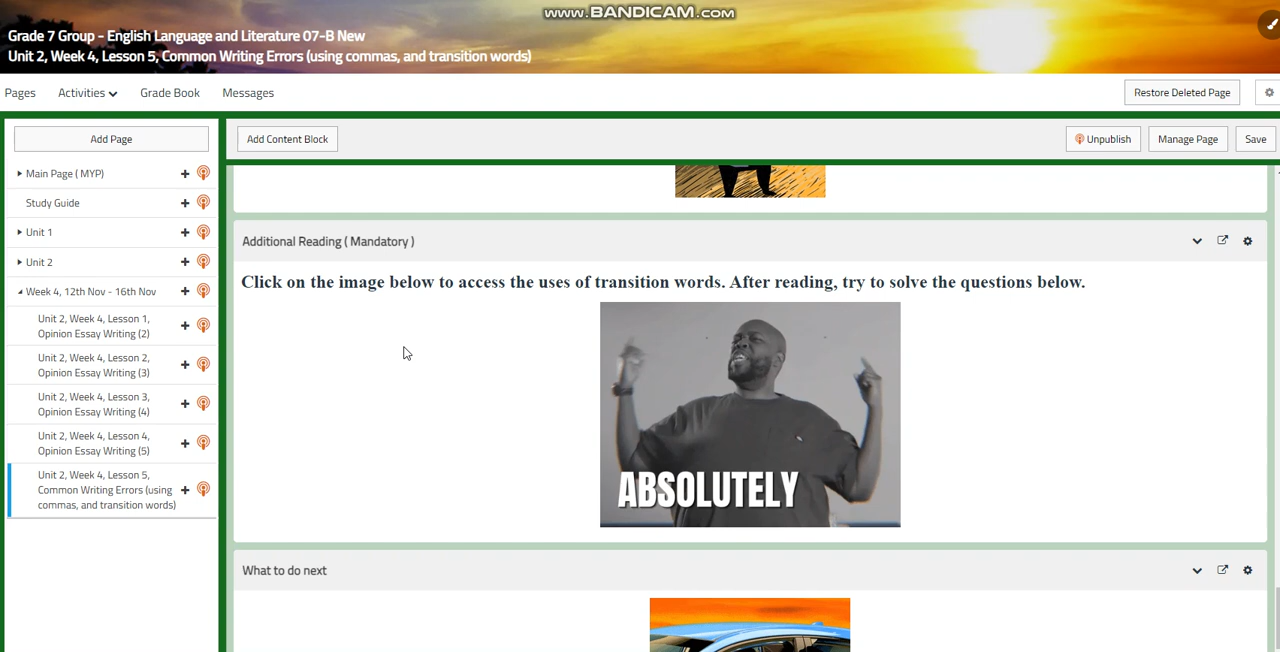 www.BANDICAM.com
Grade 7 Group - English Language and Literature 07-B New
Unit 2, Week 4, Lesson 5, Common Writing Errors (using commas, and transition words)
Pages
Activities
Grade Book
Messages
Restore Deleted Page
Add Page
Add Content Block
Unpublish
Manage Page
Save
Main Page ( MYP)
Study Guide
Unit 1
Unit 2
Week 4, 12th Nov - 16th Nov
Unit 2, Week 4, Lesson 1,
Opinion Essay Writing (2)
Unit 2, Week 4, Lesson 2,
Opinion Essay Writing (3)
Unit 2, Week 4, Lesson 3,
Opinion Essay Writing (4)
Unit 2, Week 4, Lesson 4,
Opinion Essay Writing (5)
Unit 2, Week 4, Lesson 5,
Common Writing Errors (using
commas, and transition words)
Additional Reading ( Mandatory )
Click on the image below to access the uses of transition words. After reading, try to solve the questions below.
ABSOLUTELY
What to do next